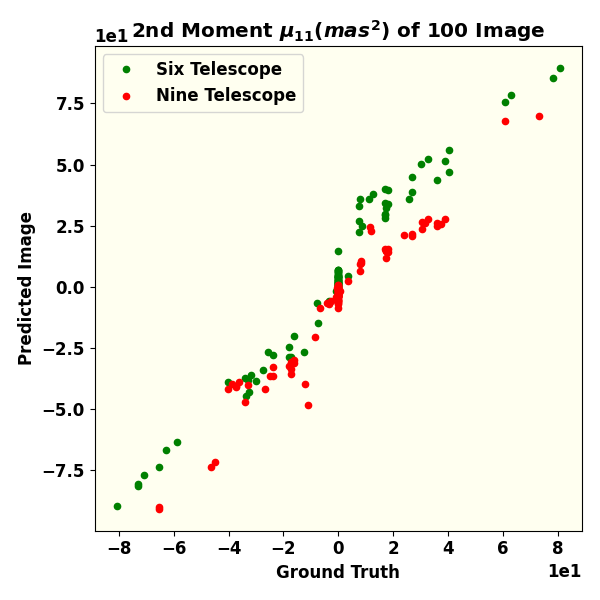 2nd Moment μ₁₁(mas²) of 100 Image
1e1
Six Telescope
Nine Telescope
7.5
5.0
2.5
0.0
−2.5
−5.0
−7.5
Predicted Image
−8 −6 −4 −2 0 2 4 6 8
Ground Truth
1e1